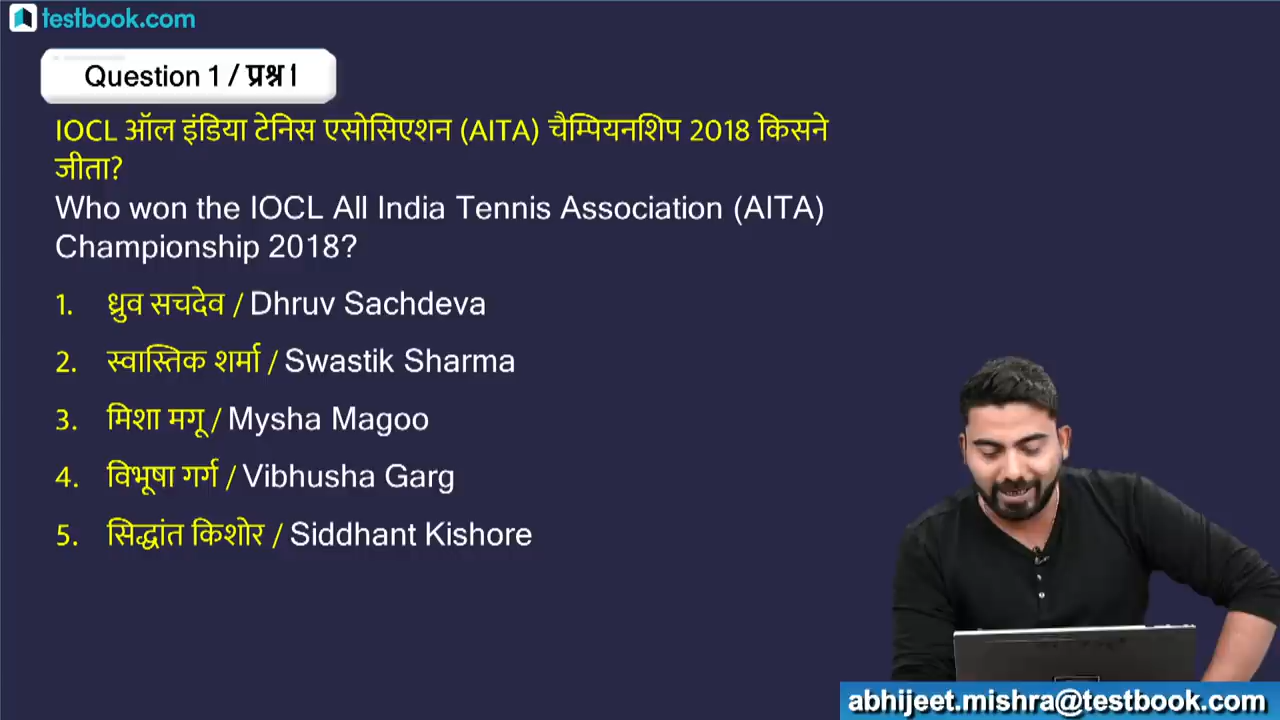 testbook.com
Question 1 / प्रश्न 1
IOCL ऑल इंडिया टेनिस एसोसिएशन (AITA) चैम्पियनशिप 2018 किसने
जीता?
Who won the IOCL All India Tennis Association (AITA)
Championship 2018?
1. ध्रुव सचदेव / Dhruv Sachdeva
2. स्वास्तिक शर्मा / Swastik Sharma
3. मिशा मगू / Mysha Magoo
4. विभूषा गर्ग / Vibhusha Garg
5. सिद्धांत किशोर / Siddhant Kishore
abhijeet.mishra@testbook.com